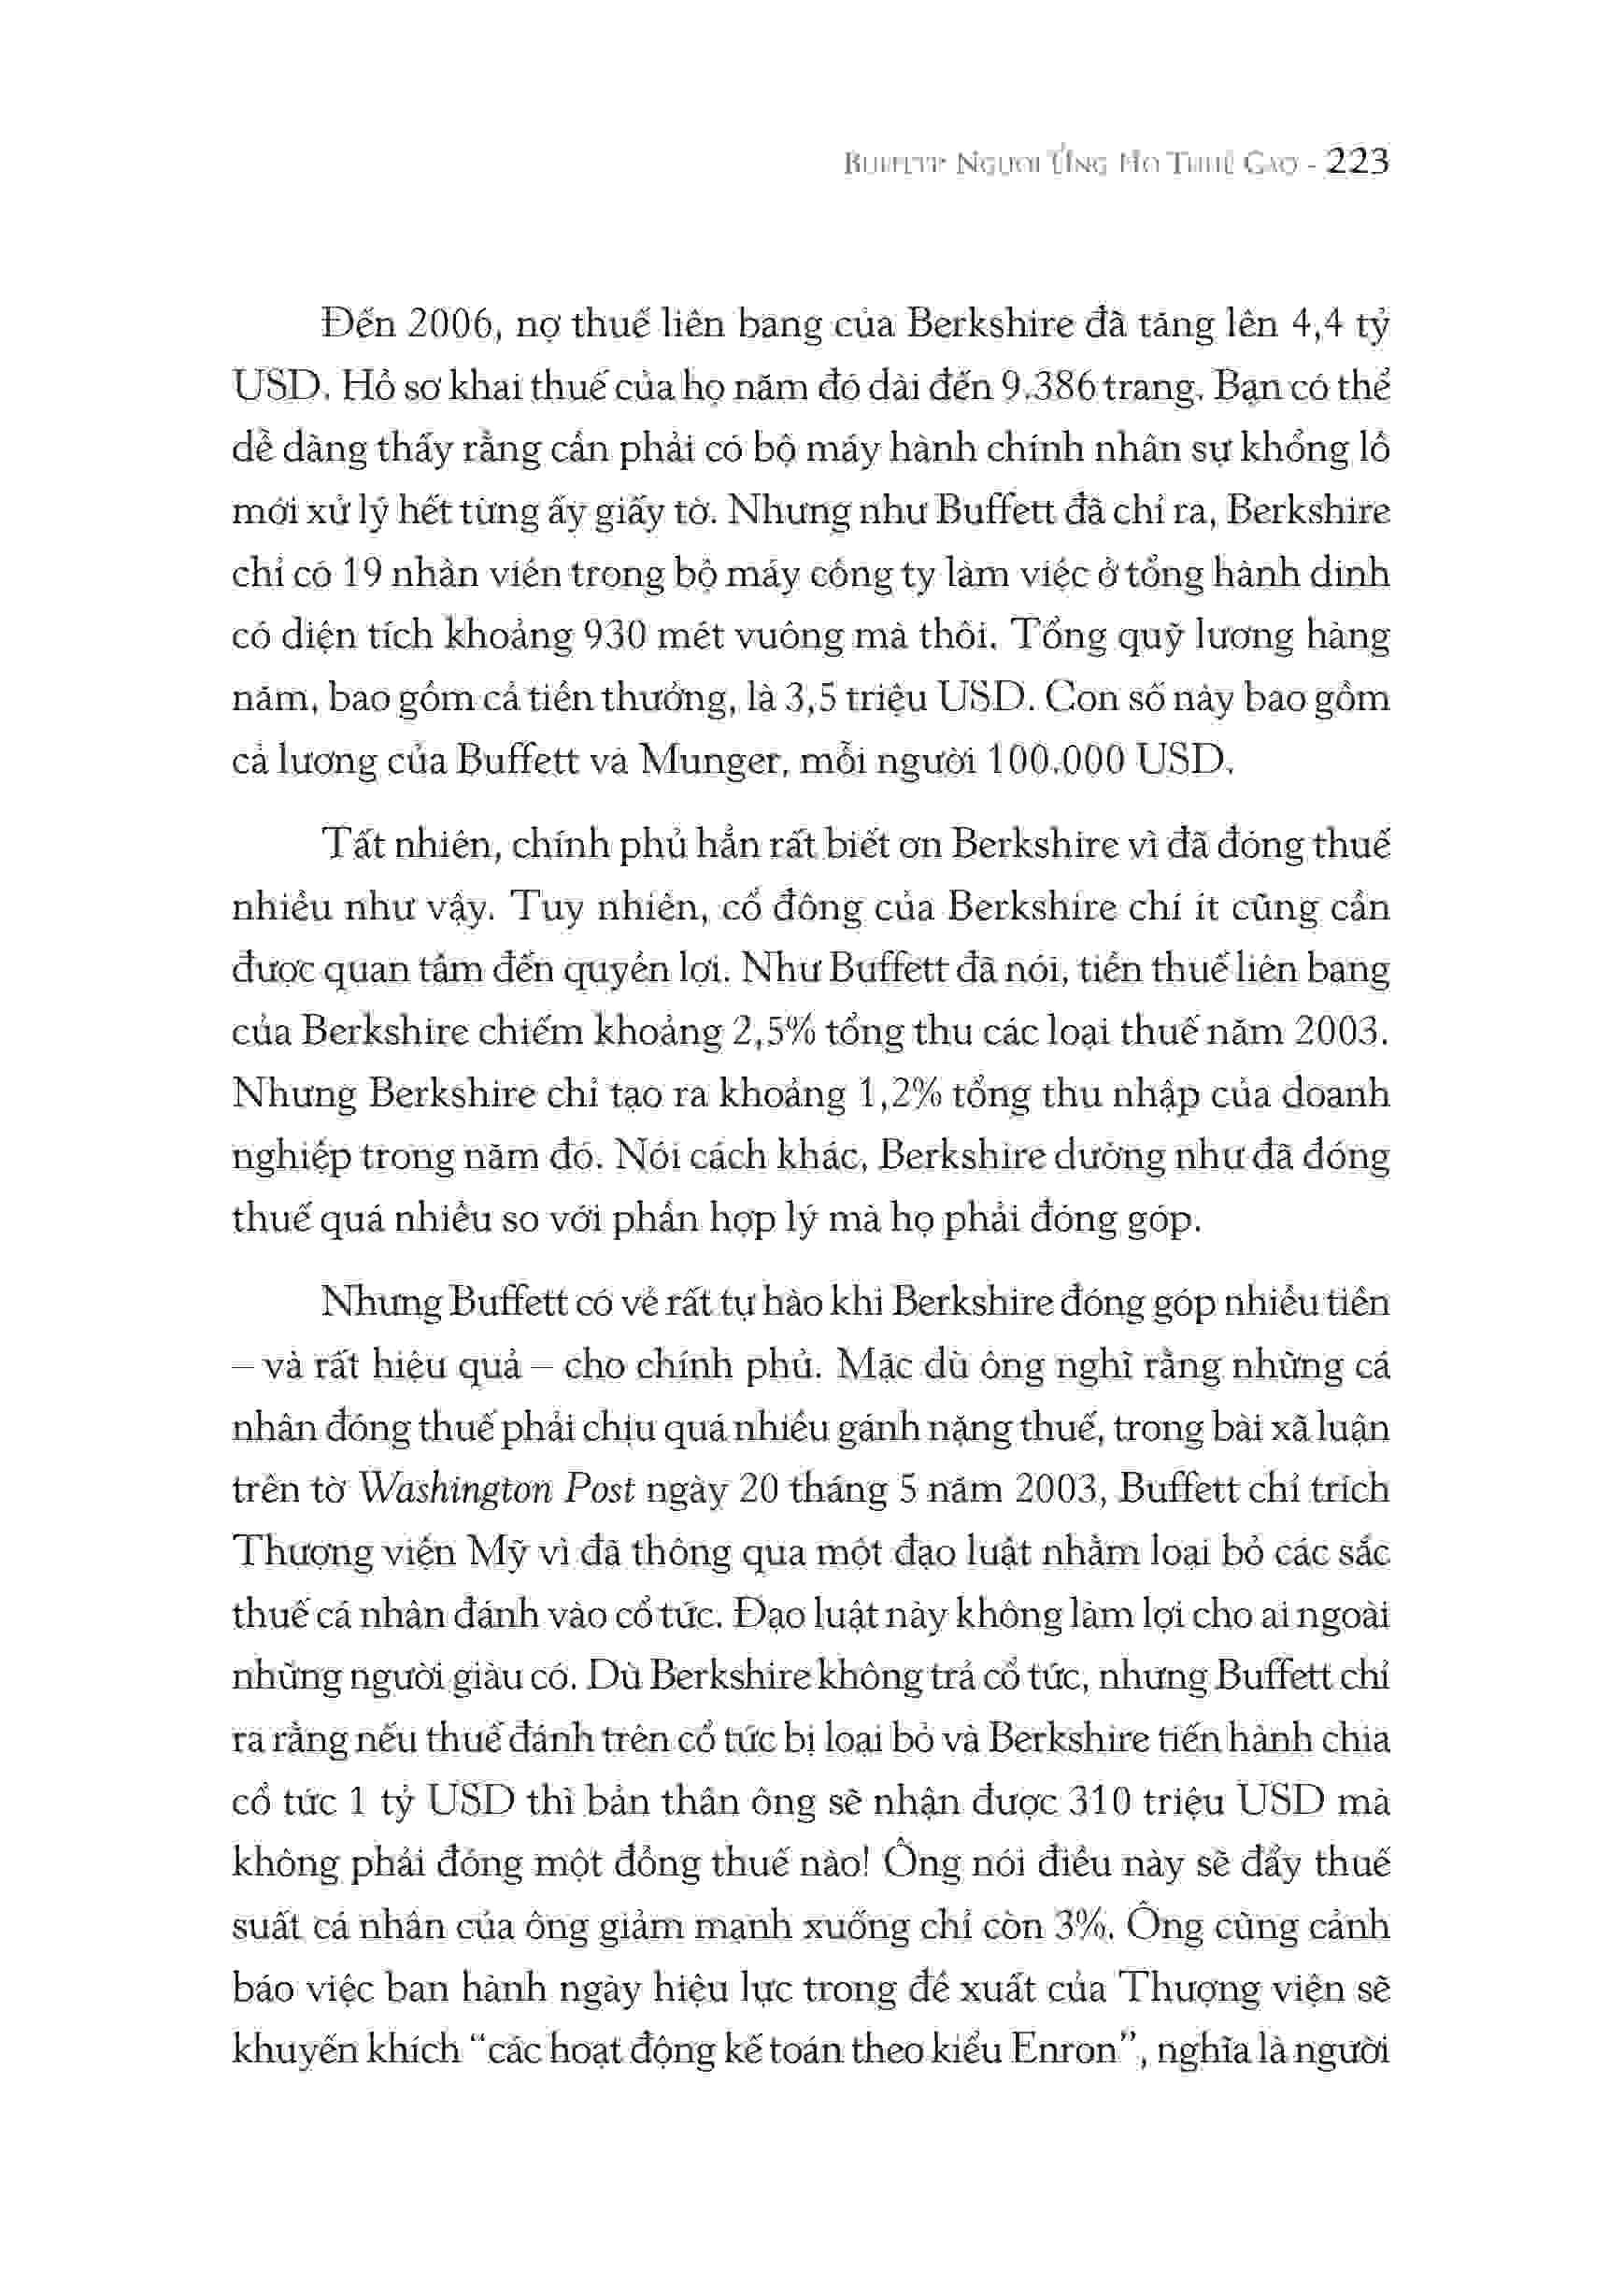 BUFFETT: NGƯỜI ỦNG HỘ THUẾ CAO - 223
Đến 2006, nợ thuế liên bang của Berkshire đã tăng lên 4,4 tỷ
USD. Hồ sơ khai thuế của họ năm đó dài đến 9.386 trang. Bạn có thể
dễ dàng thấy rằng cần phải có bộ máy hành chính nhân sự khổng lồ
mới xử lý hết từng ấy giấy tờ. Nhưng như Buffett đã chỉ ra, Berkshire
chỉ có 19 nhân viên trong bộ máy công ty làm việc ở tổng hành dinh
có diện tích khoảng 930 mét vuông mà thôi. Tổng quỹ lương hàng
năm, bao gồm cả tiền thưởng, là 3,5 triệu USD. Con số này bao gồm
cả lương của Buffett và Munger, mỗi người 100.000 USD.
Tất nhiên, chính phủ hẳn rất biết ơn Berkshire vì đã đóng thuế
nhiều như vậy. Tuy nhiên, cổ đông của Berkshire chí ít cũng cần
được quan tâm đến quyền lợi. Như Buffett đã nói, tiền thuế liên bang
của Berkshire chiếm khoảng 2,5% tổng thu các loại thuế năm 2003.
Nhưng Berkshire chỉ tạo ra khoảng 1,2% tổng thu nhập của doanh
nghiệp trong năm đó. Nói cách khác, Berkshire dường như đã đóng
thuế quá nhiều so với phần hợp lý mà họ phải đóng góp.
Nhưng Buffett có vẻ rất tự hào khi Berkshire đóng góp nhiều tiền
– và rất hiệu quả – cho chính phủ. Mặc dù ông nghĩ rằng những cá
nhân đóng thuế phải chịu quá nhiều gánh nặng thuế, trong bài xã luận
trên tờ Washington Post ngày 20 tháng 5 năm 2003, Buffett chỉ trích
Thượng viện Mỹ vì đã thông qua một đạo luật nhằm loại bỏ các sắc
thuế cá nhân đánh vào cổ tức. Đạo luật này không làm lợi cho ai ngoài
những người giàu có. Dù Berkshire không trả cổ tức, nhưng Buffett chỉ
ra rằng nếu thuế đánh trên cổ tức bị loại bỏ và Berkshire tiến hành chia
cổ tức 1 tỷ USD thì bản thân ông sẽ nhận được 310 triệu USD mà
không phải đóng một đồng thuế nào! Ông nói điều này sẽ đẩy thuế
suất cá nhân của ông giảm mạnh xuống chỉ còn 3%. Ông cũng cảnh
báo việc ban hành ngày hiệu lực trong đề xuất của Thượng viện sẽ
khuyến khích “các hoạt động kế toán theo kiểu Enron”, nghĩa là người